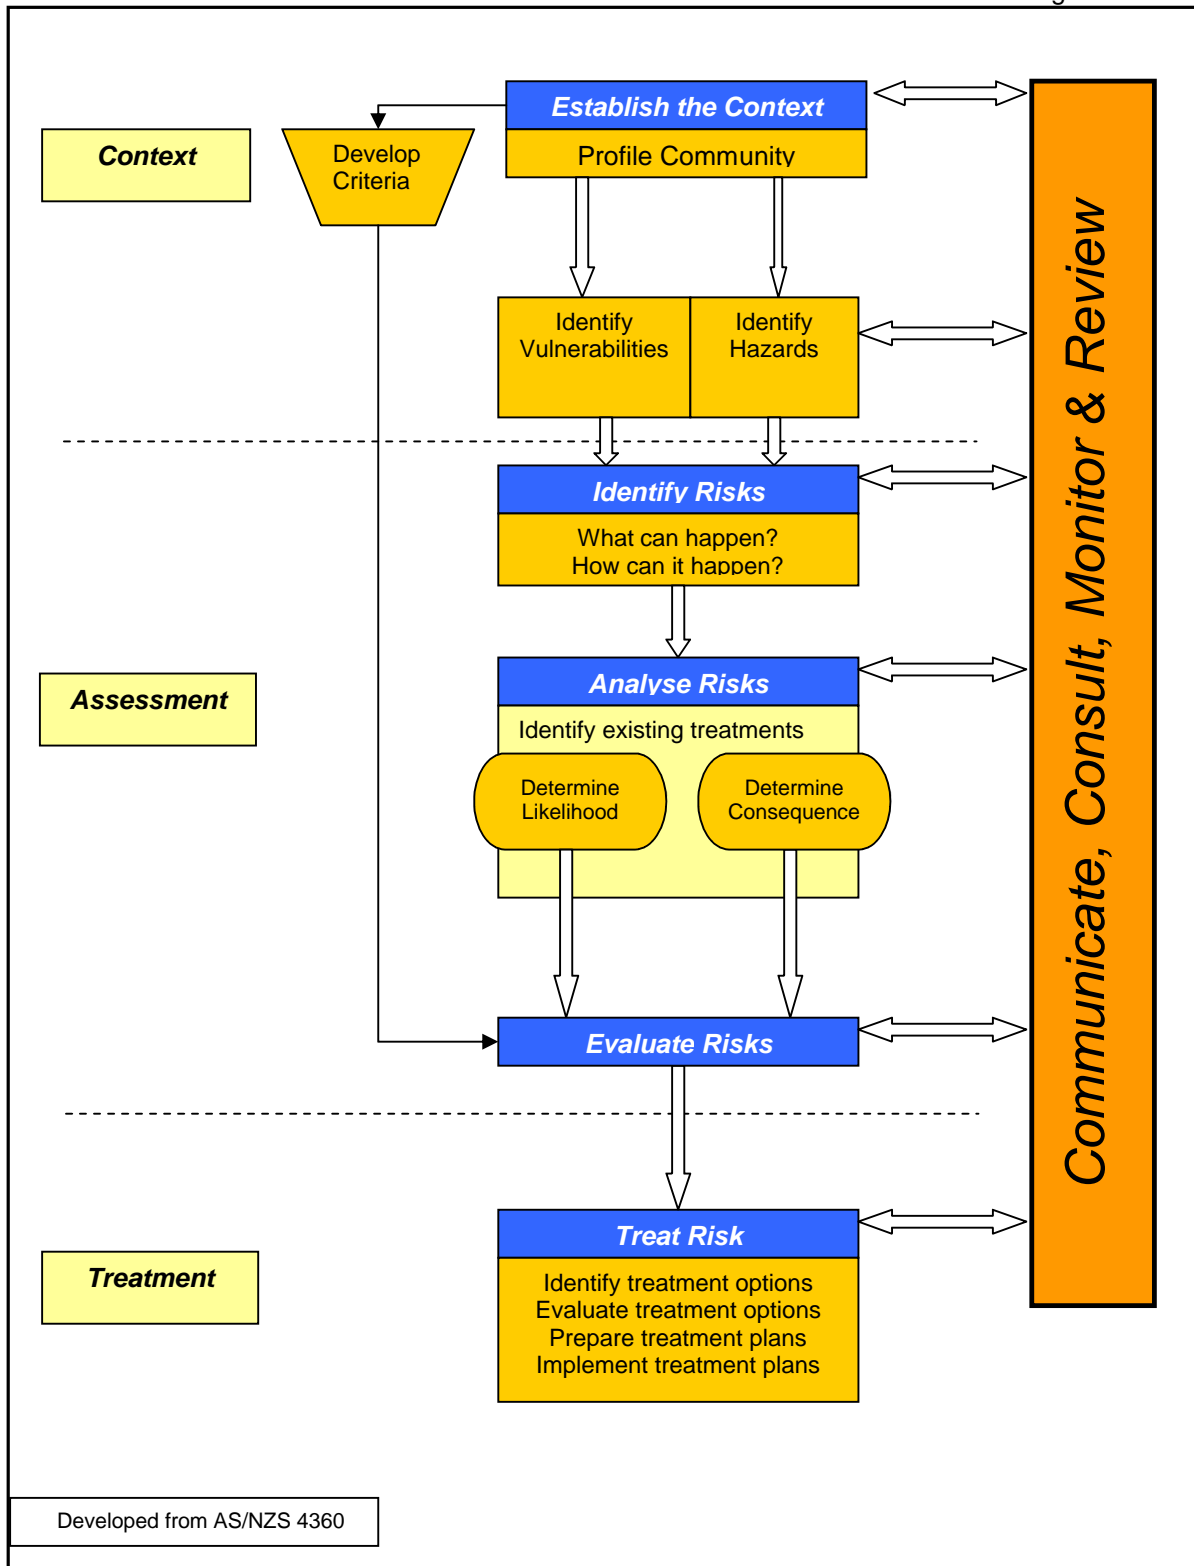 Establish the Context
Profile Community
Context
Develop
Criteria
Identify
Vulnerabilities
Identify
Hazards
Identify Risks
What can happen?
How can it happen?
Assessment
Analyse Risks
Identify existing treatments
Determine
Likelihood
Determine
Consequence
Evaluate Risks
Treatment
Treat Risk
Identify treatment options
Evaluate treatment options
Prepare treatment plans
Implement treatment plans
Communicate, Consult, Monitor & Review
Developed from AS/NZS 4360